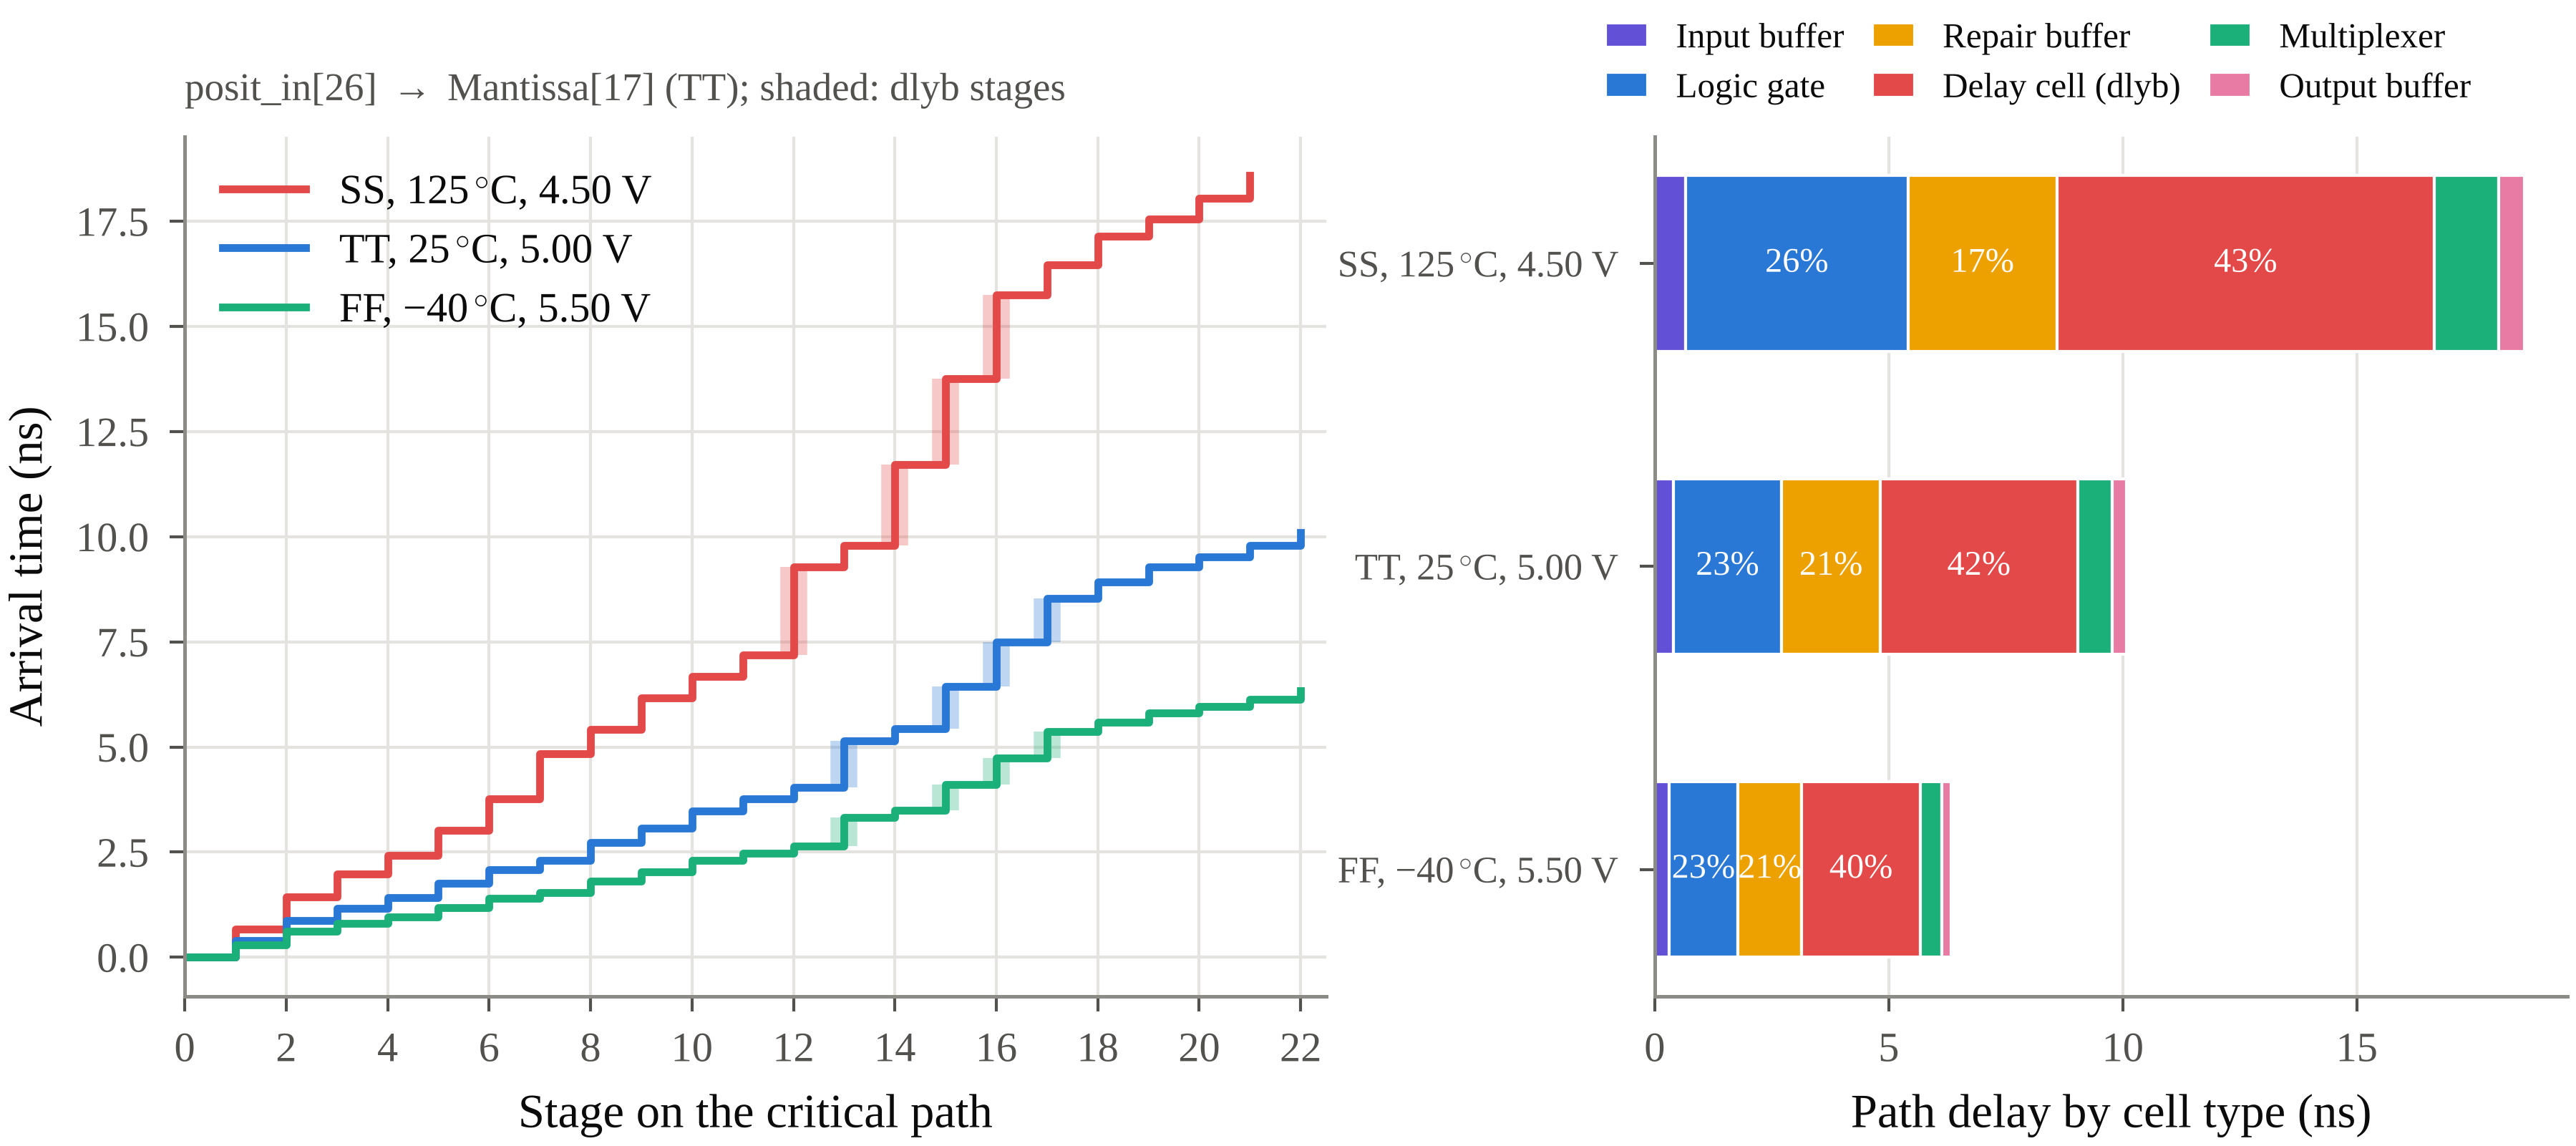 posit_in[26] → Mantissa[17] (TT); shaded: dlyb stages
SS, 125 °C, 4.50 V
TT, 25 °C, 5.00 V
FF, −40 °C, 5.50 V
17.5
15.0
12.5
10.0
7.5
5.0
2.5
0.0
Arrival time (ns)
0 2 4 6 8 10 12 14 16 18 20 22
Stage on the critical path
Input buffer Repair buffer Multiplexer
Logic gate Delay cell (dlyb) Output buffer
SS, 125 °C, 4.50 V 26% 17% 43%
TT, 25 °C, 5.00 V 23% 21% 42%
FF, −40 °C, 5.50 V 23% 21% 40%
0 5 10 15
Path delay by cell type (ns)